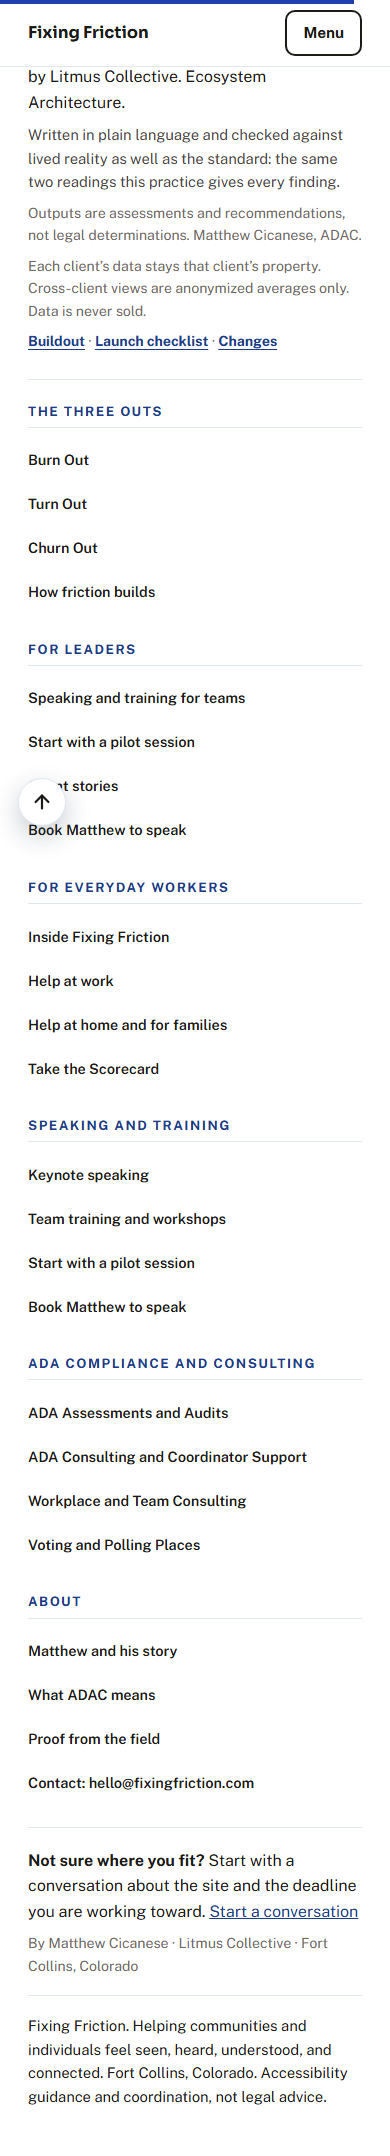 Fixing Friction
Menu
by Litmus Collective. Ecosystem
Architecture.
Written in plain language and checked against
lived reality as well as the standard: the same
two readings this practice gives every finding.
Outputs are assessments and recommendations,
not legal determinations. Matthew Cicanese, ADAC.
Each client's data stays that client's property.
Cross-client views are anonymized averages only.
Data is never sold.
Buildout · Launch checklist · Changes
THE THREE OUTS
Burn Out
Turn Out
Churn Out
How friction builds
FOR LEADERS
Speaking and training for teams
Start with a pilot session
stories
Book Matthew to speak
FOR EVERYDAY WORKERS
Inside Fixing Friction
Help at work
Help at home and for families
Take the Scorecard
SPEAKING AND TRAINING
Keynote speaking
Team training and workshops
Start with a pilot session
Book Matthew to speak
ADA COMPLIANCE AND CONSULTING
ADA Assessments and Audits
ADA Consulting and Coordinator Support
Workplace and Team Consulting
Voting and Polling Places
ABOUT
Matthew and his story
What ADAC means
Proof from the field
Contact: hello@fixingfriction.com
Not sure where you fit? Start with a
conversation about the site and the deadline
you are working toward. Start a conversation
By Matthew Cicanese · Litmus Collective · Fort
Collins, Colorado
Fixing Friction. Helping communities and
individuals feel seen, heard, understood, and
connected. Fort Collins, Colorado. Accessibility
guidance and coordination, not legal advice.